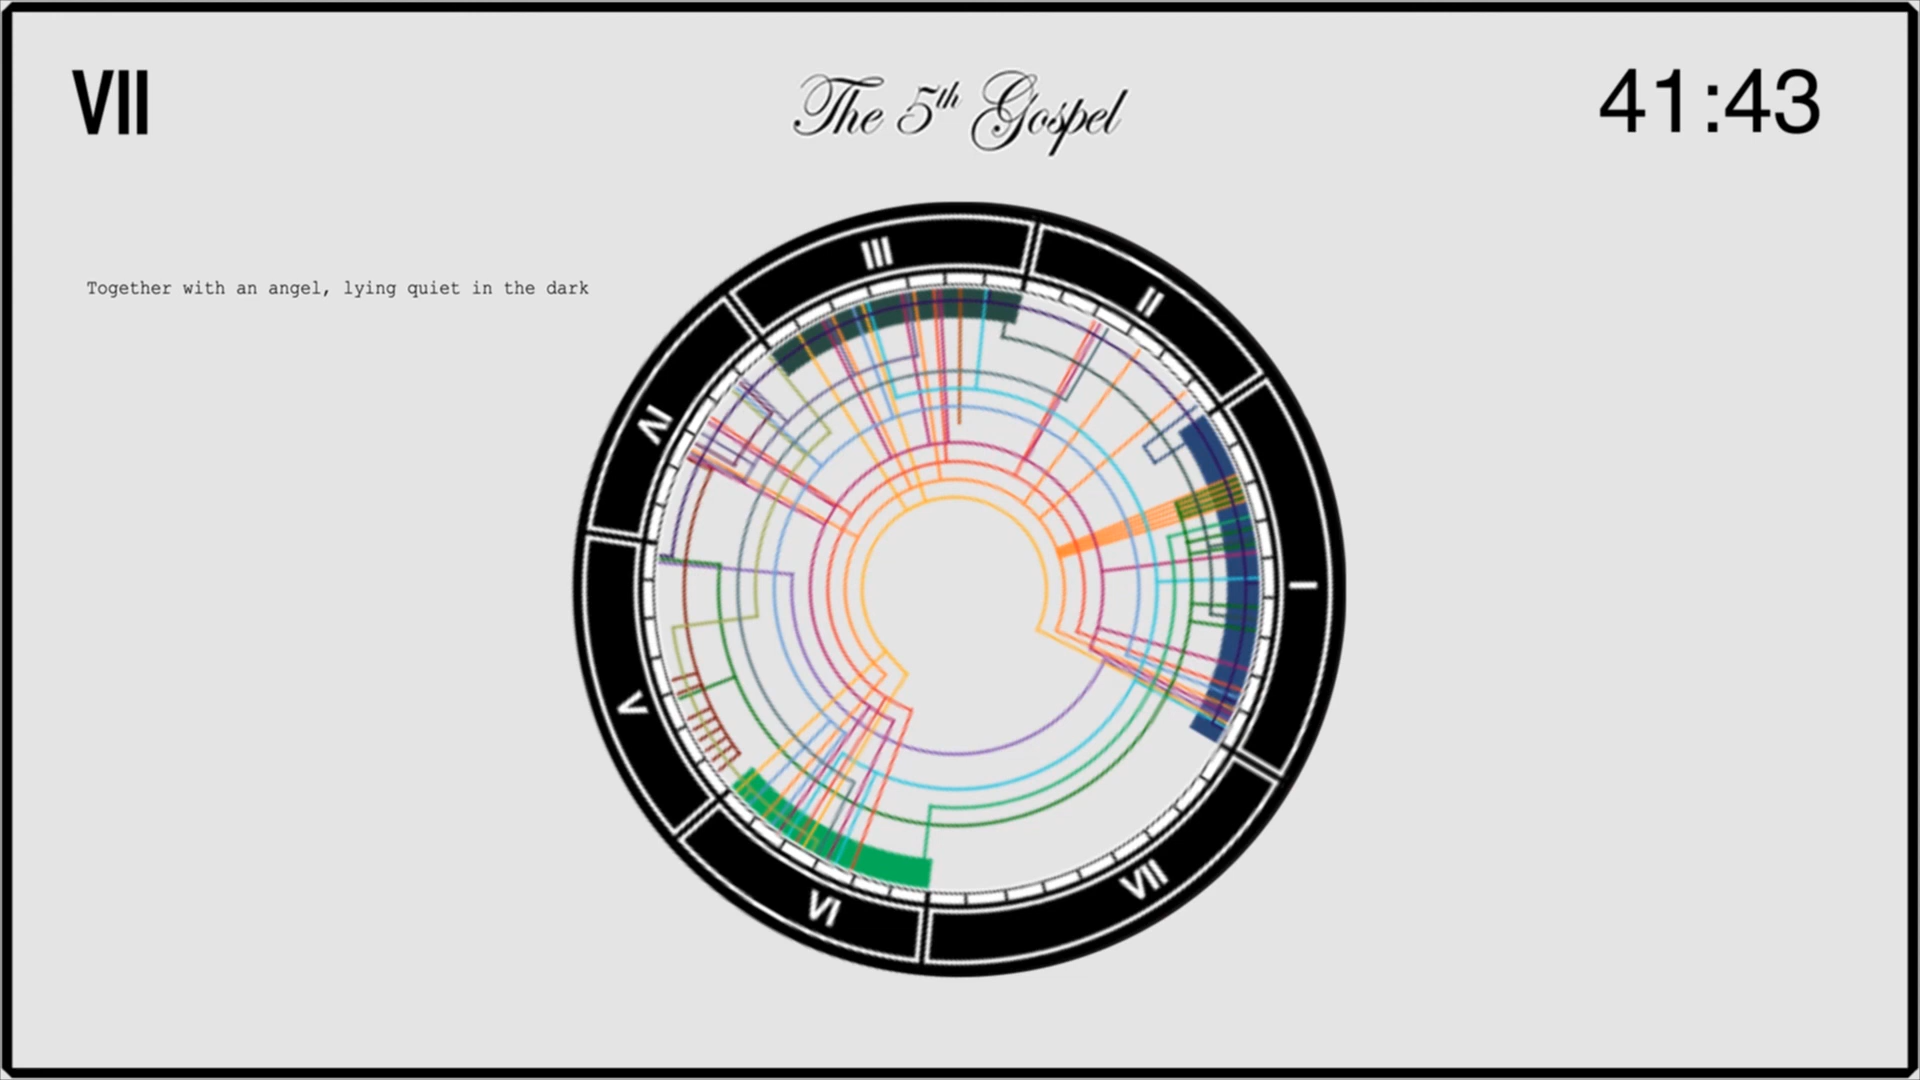 VII
The 5th Gospel
41:43
Together with an angel, lying quiet in the dark
III
II
IV
I
V
VII
VI